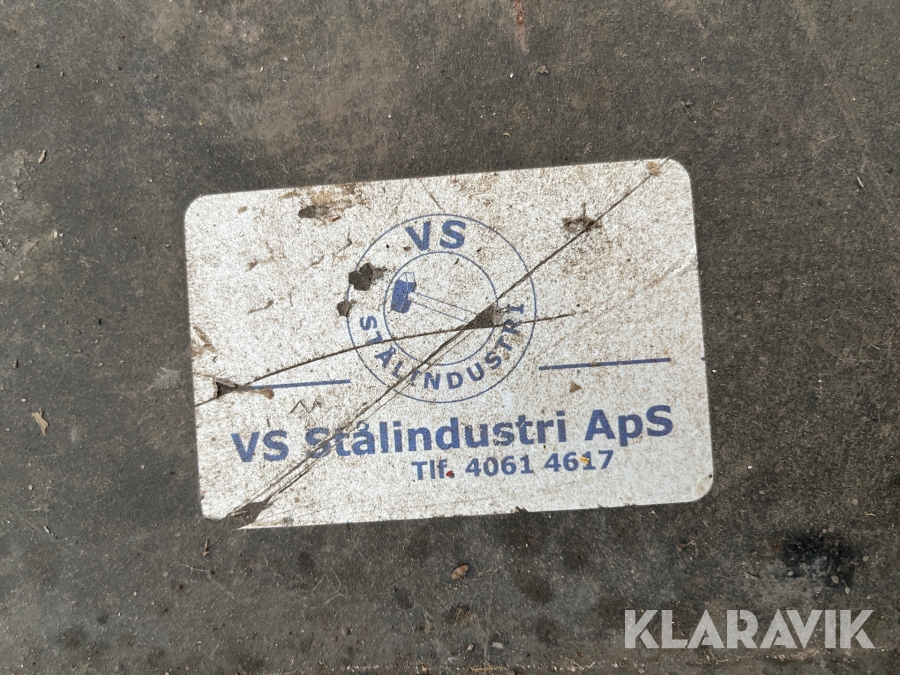 VS
STÅLINDUSTRI
VS Stålindustri ApS
Tlf. 4061 4617
KLARAVIK